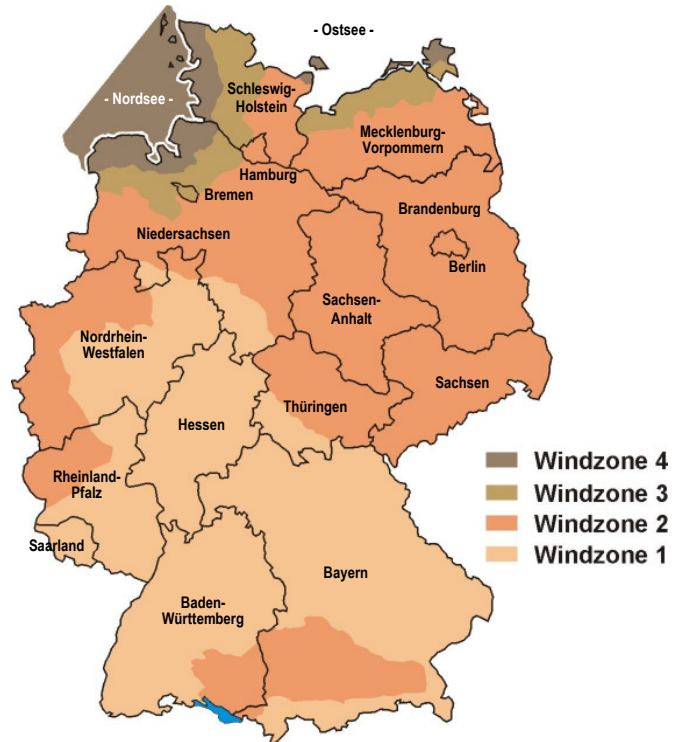 - Ostsee -
- Nordsee -
Schleswig-
Holstein
Mecklenburg-
Vorpommern
Hamburg
Bremen
Brandenburg
Niedersachsen
Berlin
Sachsen-
Anhalt
Nordrhein-
Westfalen
Sachsen
Thüringen
Hessen
Rheinland-
Pfalz
Saarland
Bayern
Baden-
Württemberg
Windzone 4
Windzone 3
Windzone 2
Windzone 1